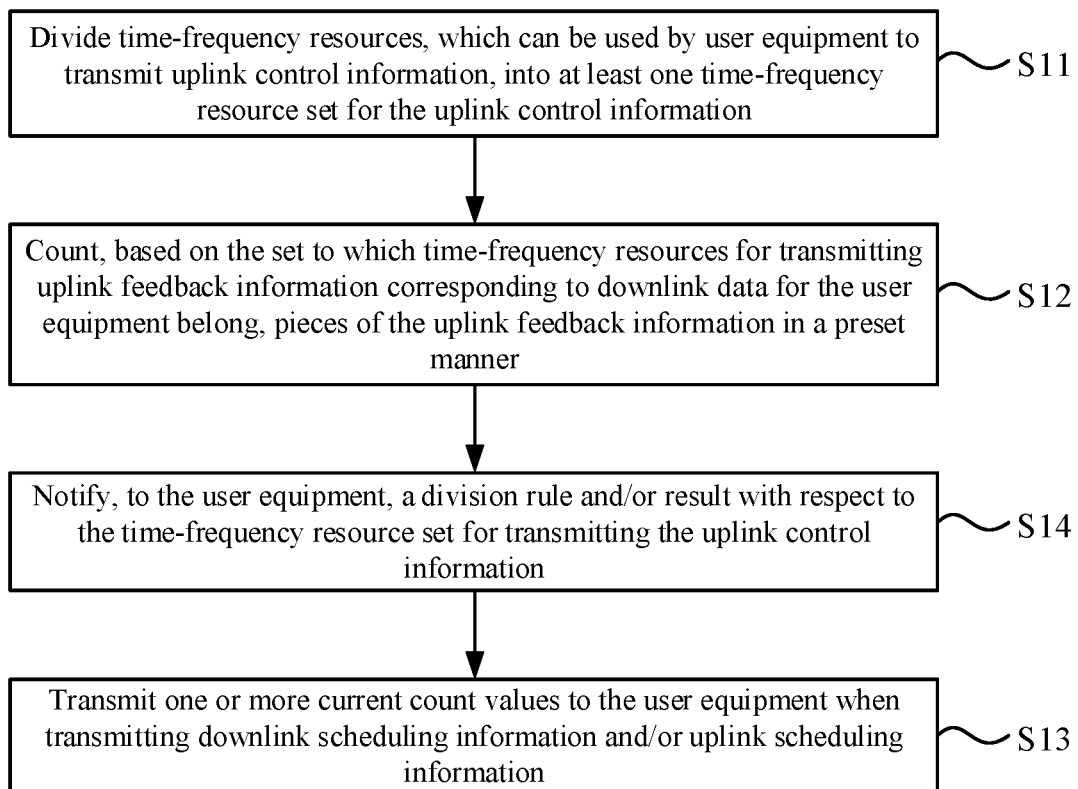 Divide time-frequency resources, which can be used by user equipment to
transmit uplink control information, into at least one time-frequency
resource set for the uplink control information
S11
Count, based on the set to which time-frequency resources for transmitting
uplink feedback information corresponding to downlink data for the user
equipment belong, pieces of the uplink feedback information in a preset
manner
S12
Notify, to the user equipment, a division rule and/or result with respect to
the time-frequency resource set for transmitting the uplink control
information
S14
Transmit one or more current count values to the user equipment when
transmitting downlink scheduling information and/or uplink scheduling
information
S13